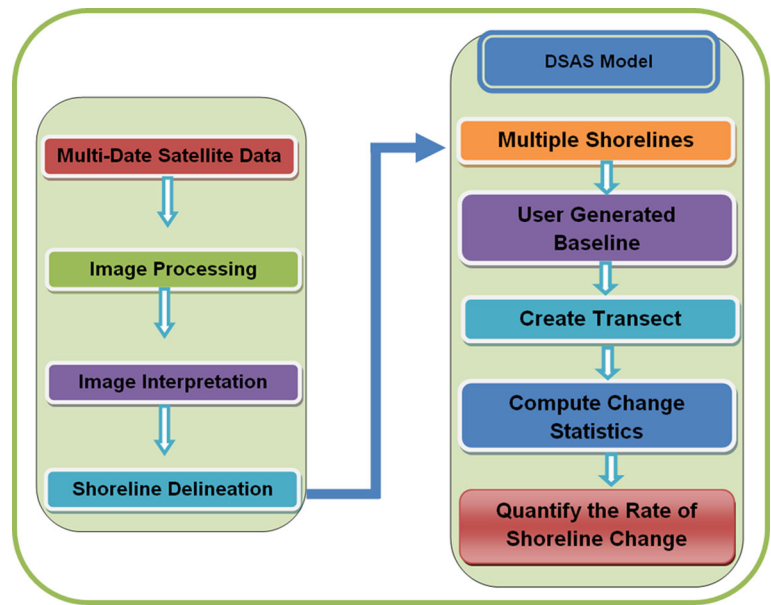 Multi-Date Satellite Data
Image Processing
Image Interpretation
Shoreline Delineation
DSAS Model
Multiple Shorelines
User Generated
Baseline
Create Transect
Compute Change
Statistics
Quantify the Rate of
Shoreline Change